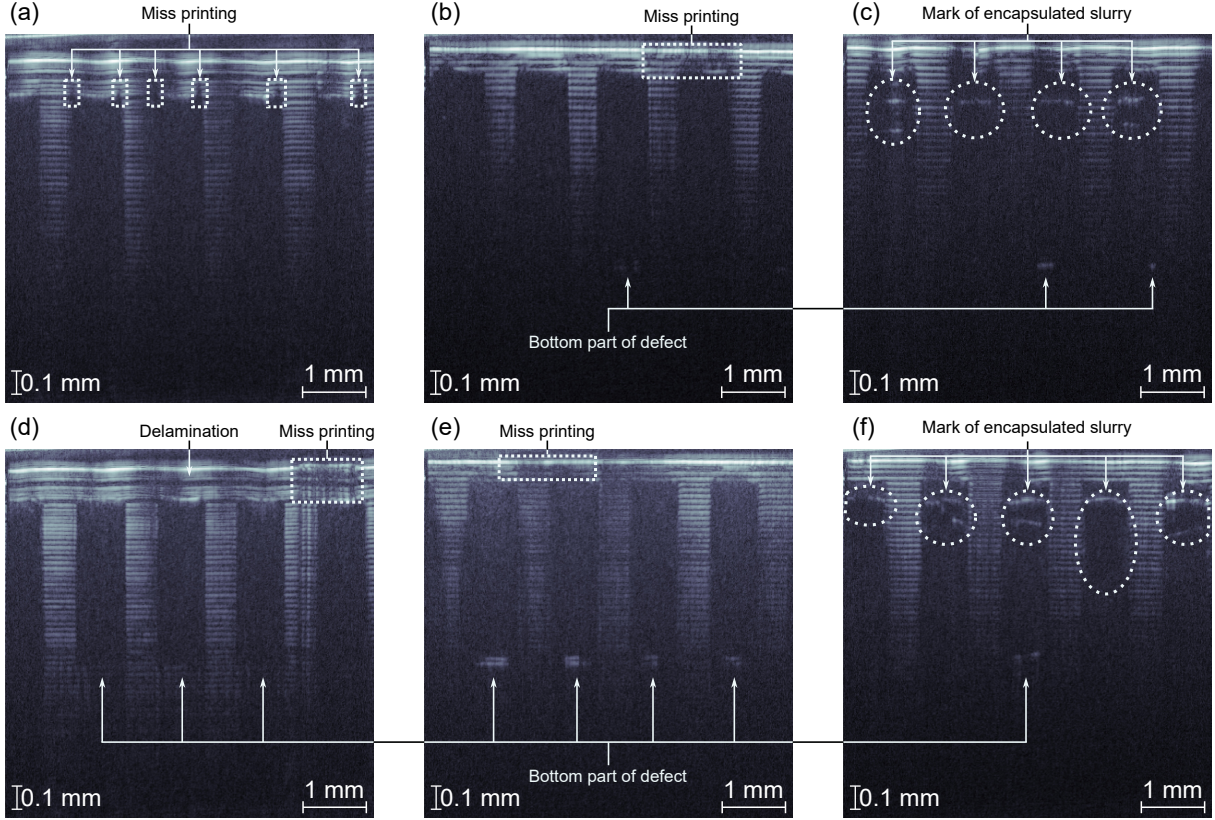 (a)
Miss printing
0.1 mm
1 mm
(b)
Miss printing
Bottom part of defect
0.1 mm
1 mm
(c)
Mark of encapsulated slurry
0.1 mm
1 mm
(d)
Delamination
Miss printing
0.1 mm
1 mm
(e)
Miss printing
Bottom part of defect
0.1 mm
1 mm
(f)
Mark of encapsulated slurry
0.1 mm
1 mm